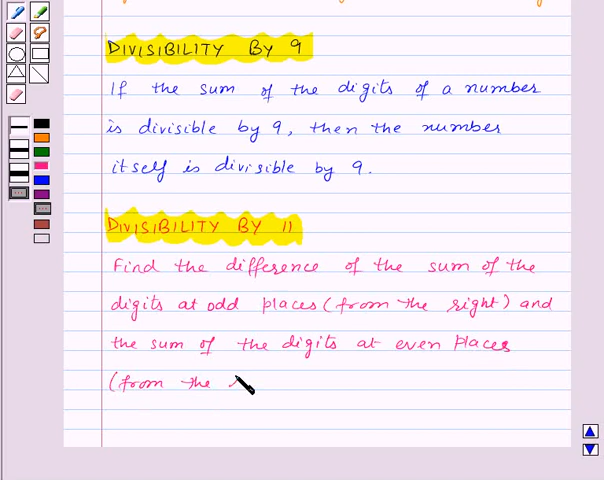 DIVISIBILITY BY 9
If the sum of the digits of a number
is divisible by 9, then the number
itself is divisible by 9.
DIVISIBILITY BY 11
Find the difference of the sum of the
digits at odd places (from the right) and
the sum of the digits at even places
(from the